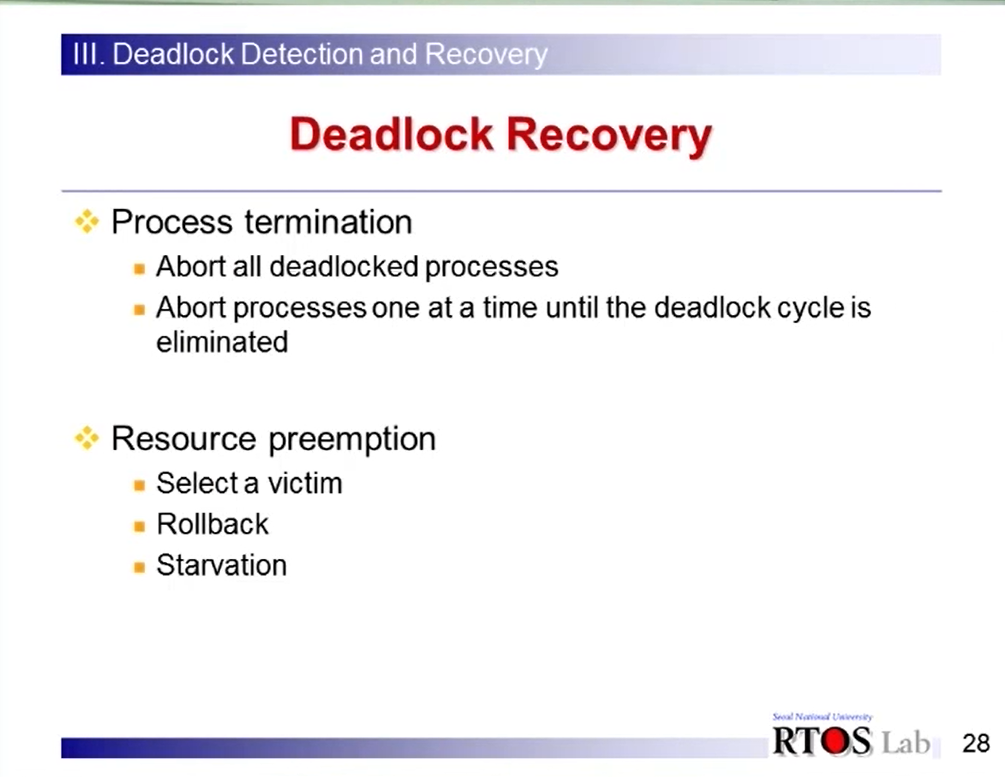 III. Deadlock Detection and Recovery
Deadlock Recovery
Process termination
Abort all deadlocked processes
Abort processes one at a time until the deadlock cycle is
eliminated
Resource preemption
Select a victim
Rollback
Starvation
Seoul National University
RTOS Lab
28